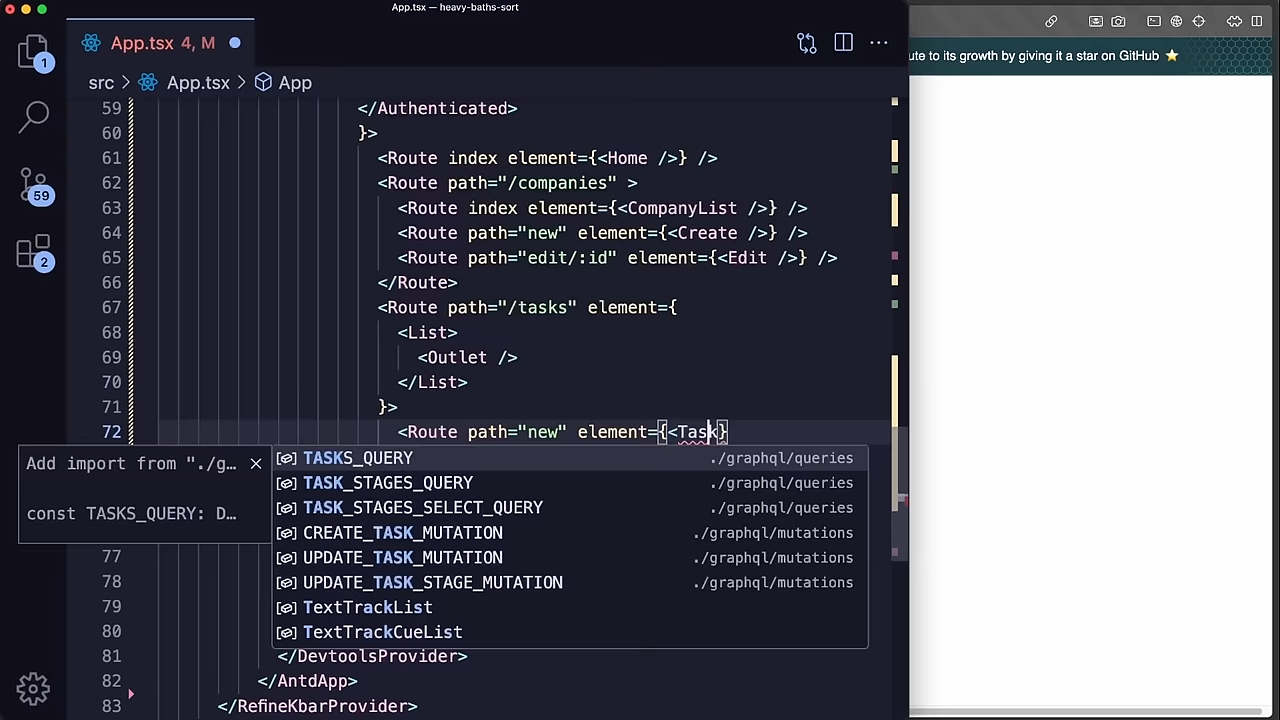 App.tsx — heavy-baths-sort
App.tsx 4, M
ute to its growth by giving it a star on GitHub ⭐
src > App.tsx > App
1
59
2
59 </Authenticated>
60 }>
61 <Route index element={<Home />} />
62 <Route path="/companies" >
63 <Route index element={<CompanyList />} />
64 <Route path="new" element={<Create />} />
65 <Route path="edit/:id" element={<Edit />} />
66 </Route>
67 <Route path="/tasks" element={
68 <List>
69 <Outlet />
70 </List>
71 }>
72 <Route path="new" element={<Task}
Add import from "./g…
const TASKS_QUERY: D…
TASKS_QUERY ./graphql/queries
TASK_STAGES_QUERY ./graphql/queries
TASK_STAGES_SELECT_QUERY ./graphql/queries
CREATE_TASK_MUTATION ./graphql/mutations
UPDATE_TASK_MUTATION ./graphql/mutations
UPDATE_TASK_STAGE_MUTATION ./graphql/mutations
TextTrackList
TextTrackCueList
77
78
79
80
81 </DevtoolsProvider>
82 </AntdApp>
83 </RefineKbarProvider>